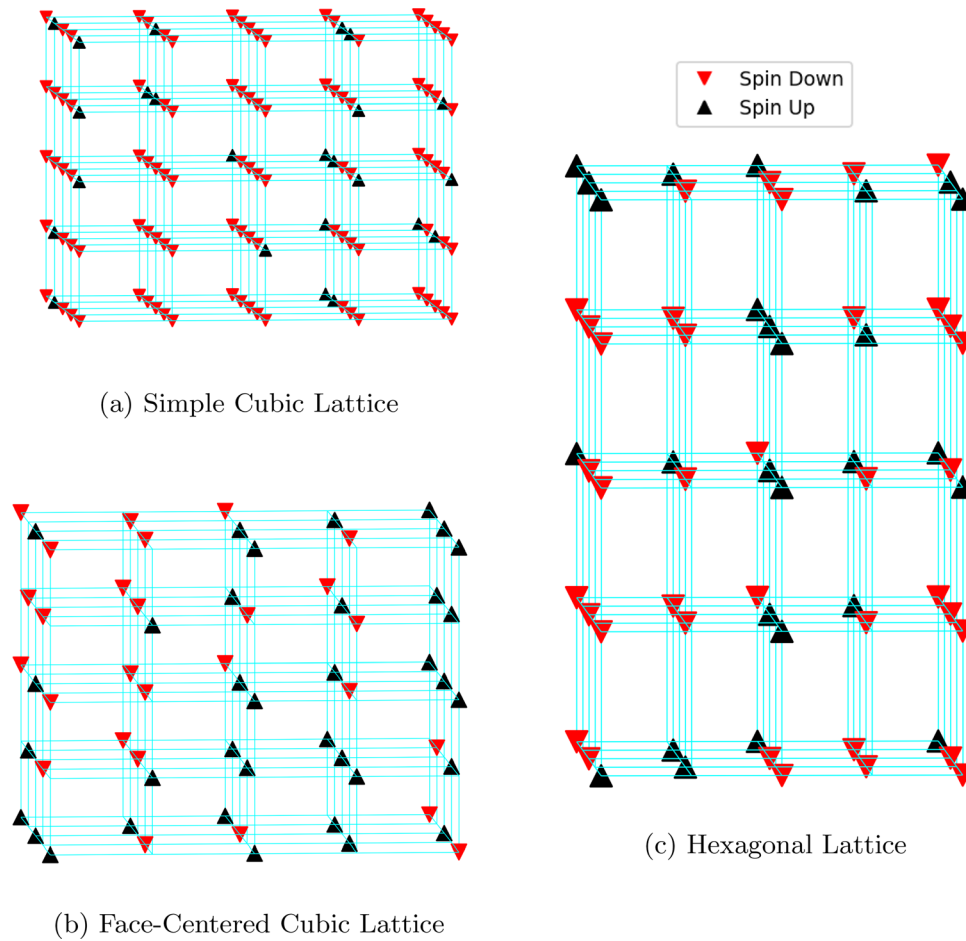 (a) Simple Cubic Lattice
Spin Down
Spin Up
(b) Face-Centered Cubic Lattice
(c) Hexagonal Lattice